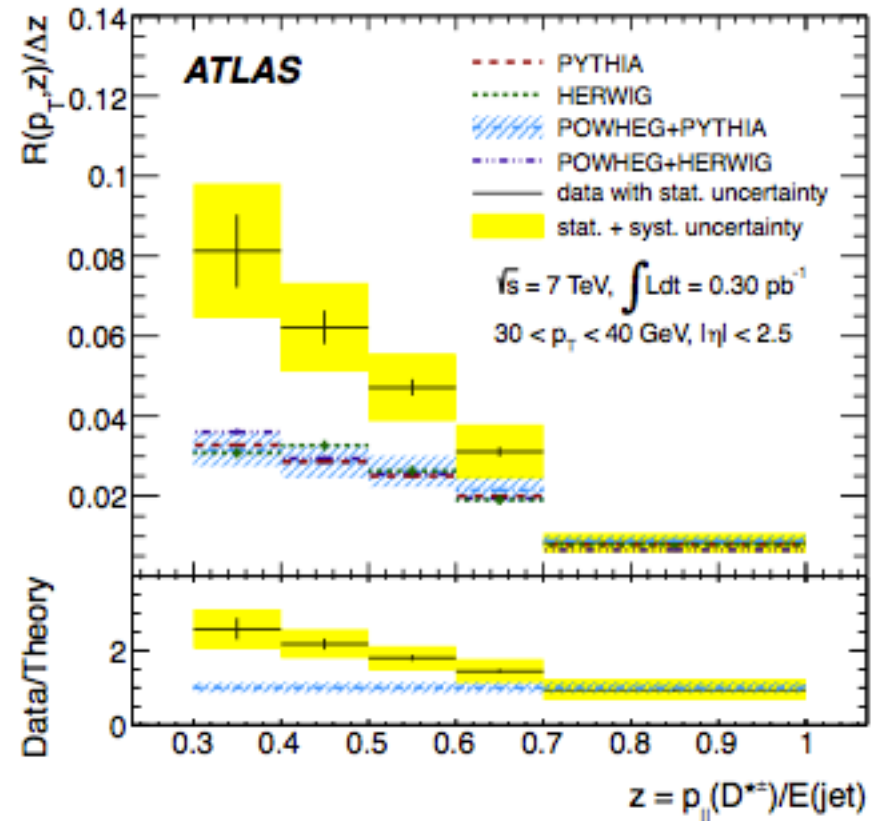 R(p_T,z)/Δz
0.14
0.12
0.1
0.08
0.06
0.04
0.02
ATLAS
PYTHIA
HERWIG
POWHEG+PYTHIA
POWHEG+HERWIG
data with stat. uncertainty
stat. + syst. uncertainty
√s = 7 TeV, ∫Ldt = 0.30 pb⁻¹
30 < p_T < 40 GeV, |η| < 2.5
Data/Theory
2
0
0.3 0.4 0.5 0.6 0.7 0.8 0.9 1
z = p_||(D*±)/E(jet)